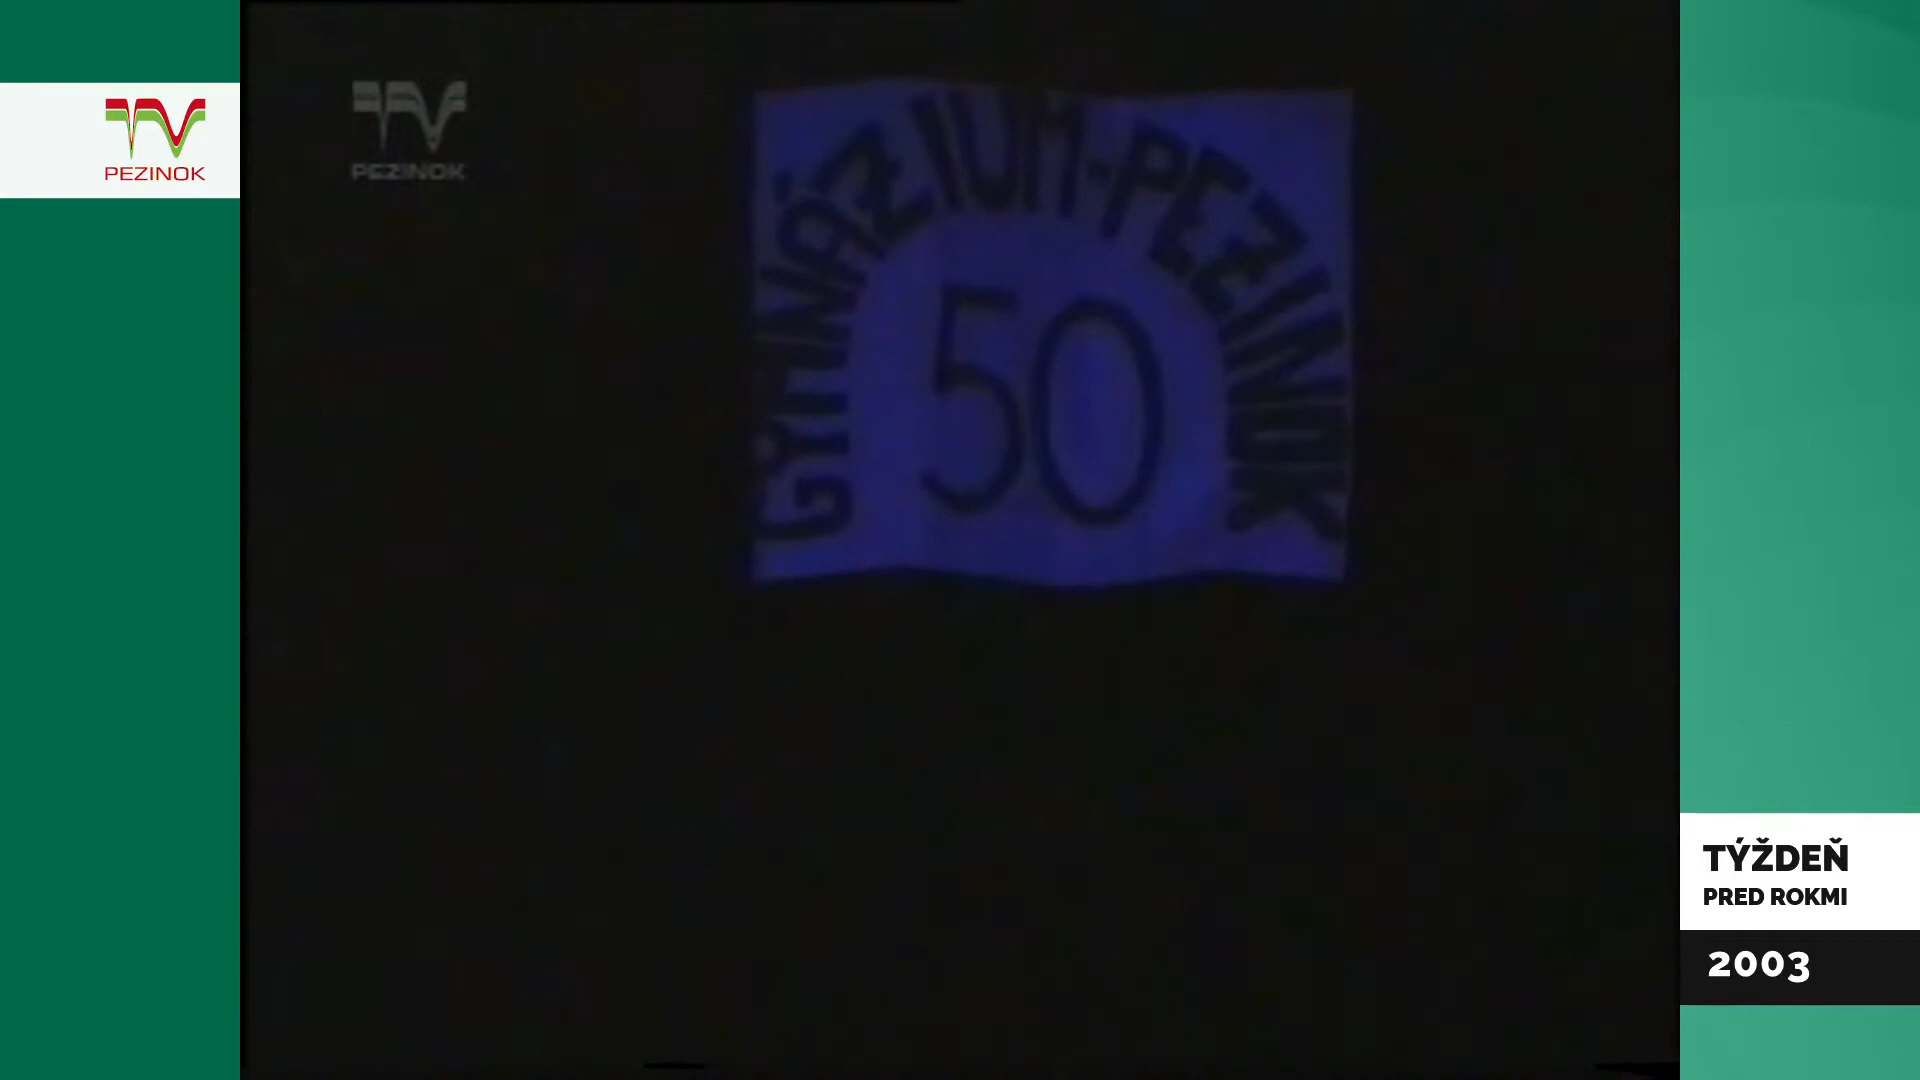 TV
PEZINOK
TV
PEZINOK
GYMNÁZIUM-PEZINOK
50
TÝŽDEŇ
PRED ROKMI
2003